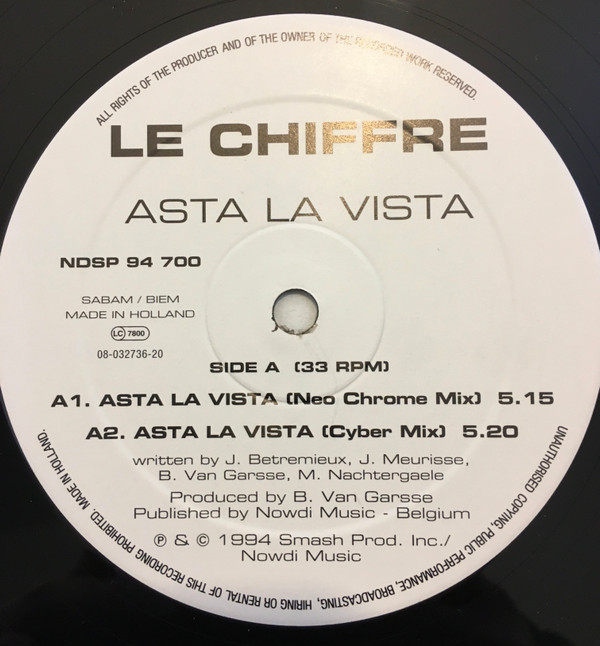 ALL RIGHTS OF THE PRODUCER AND OF THE OWNER OF THE RECORDED WORK RESERVED.
LE CHIFFRE
ASTA LA VISTA
NDSP 94 700
SABAM / BIEM
MADE IN HOLLAND
LC 7800
08-032736-20
SIDE A (33 RPM)
A1. ASTA LA VISTA (Neo Chrome Mix) 5.15
A2. ASTA LA VISTA (Cyber Mix) 5.20
written by J. Betremieux, J. Meurisse,
B. Van Garsse, M. Nachtergaele
Produced by B. Van Garsse
Published by Nowdi Music - Belgium
℗ & © 1994 Smash Prod. Inc./
Nowdi Music
UNAUTHORISED COPYING, PUBLIC PERFORMANCE, BROADCASTING, HIRING OR RENTAL OF THIS RECORDING PROHIBITED. MADE IN HOLLAND.